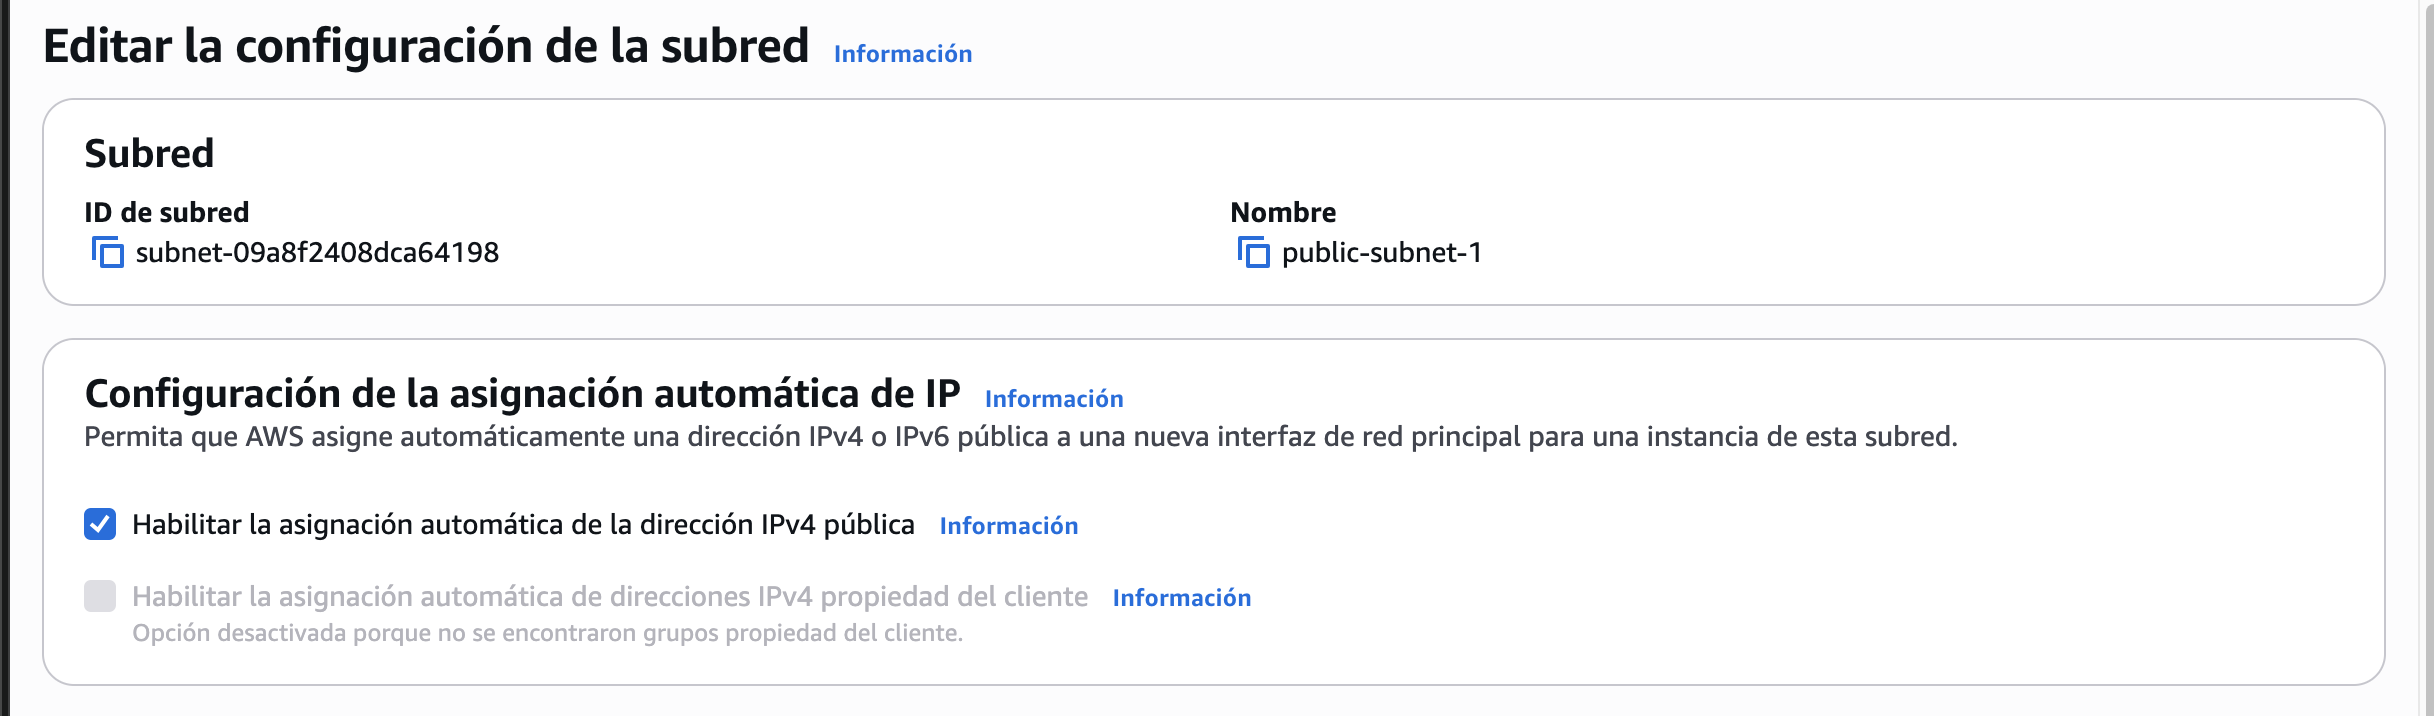 Editar la configuración de la subred Información
Subred
ID de subred
subnet-09a8f2408dca64198
Nombre
public-subnet-1
Configuración de la asignación automática de IP Información
Permita que AWS asigne automáticamente una dirección IPv4 o IPv6 pública a una nueva interfaz de red principal para una instancia de esta subred.
Habilitar la asignación automática de la dirección IPv4 pública Información
Habilitar la asignación automática de direcciones IPv4 propiedad del cliente Información
Opción desactivada porque no se encontraron grupos propiedad del cliente.